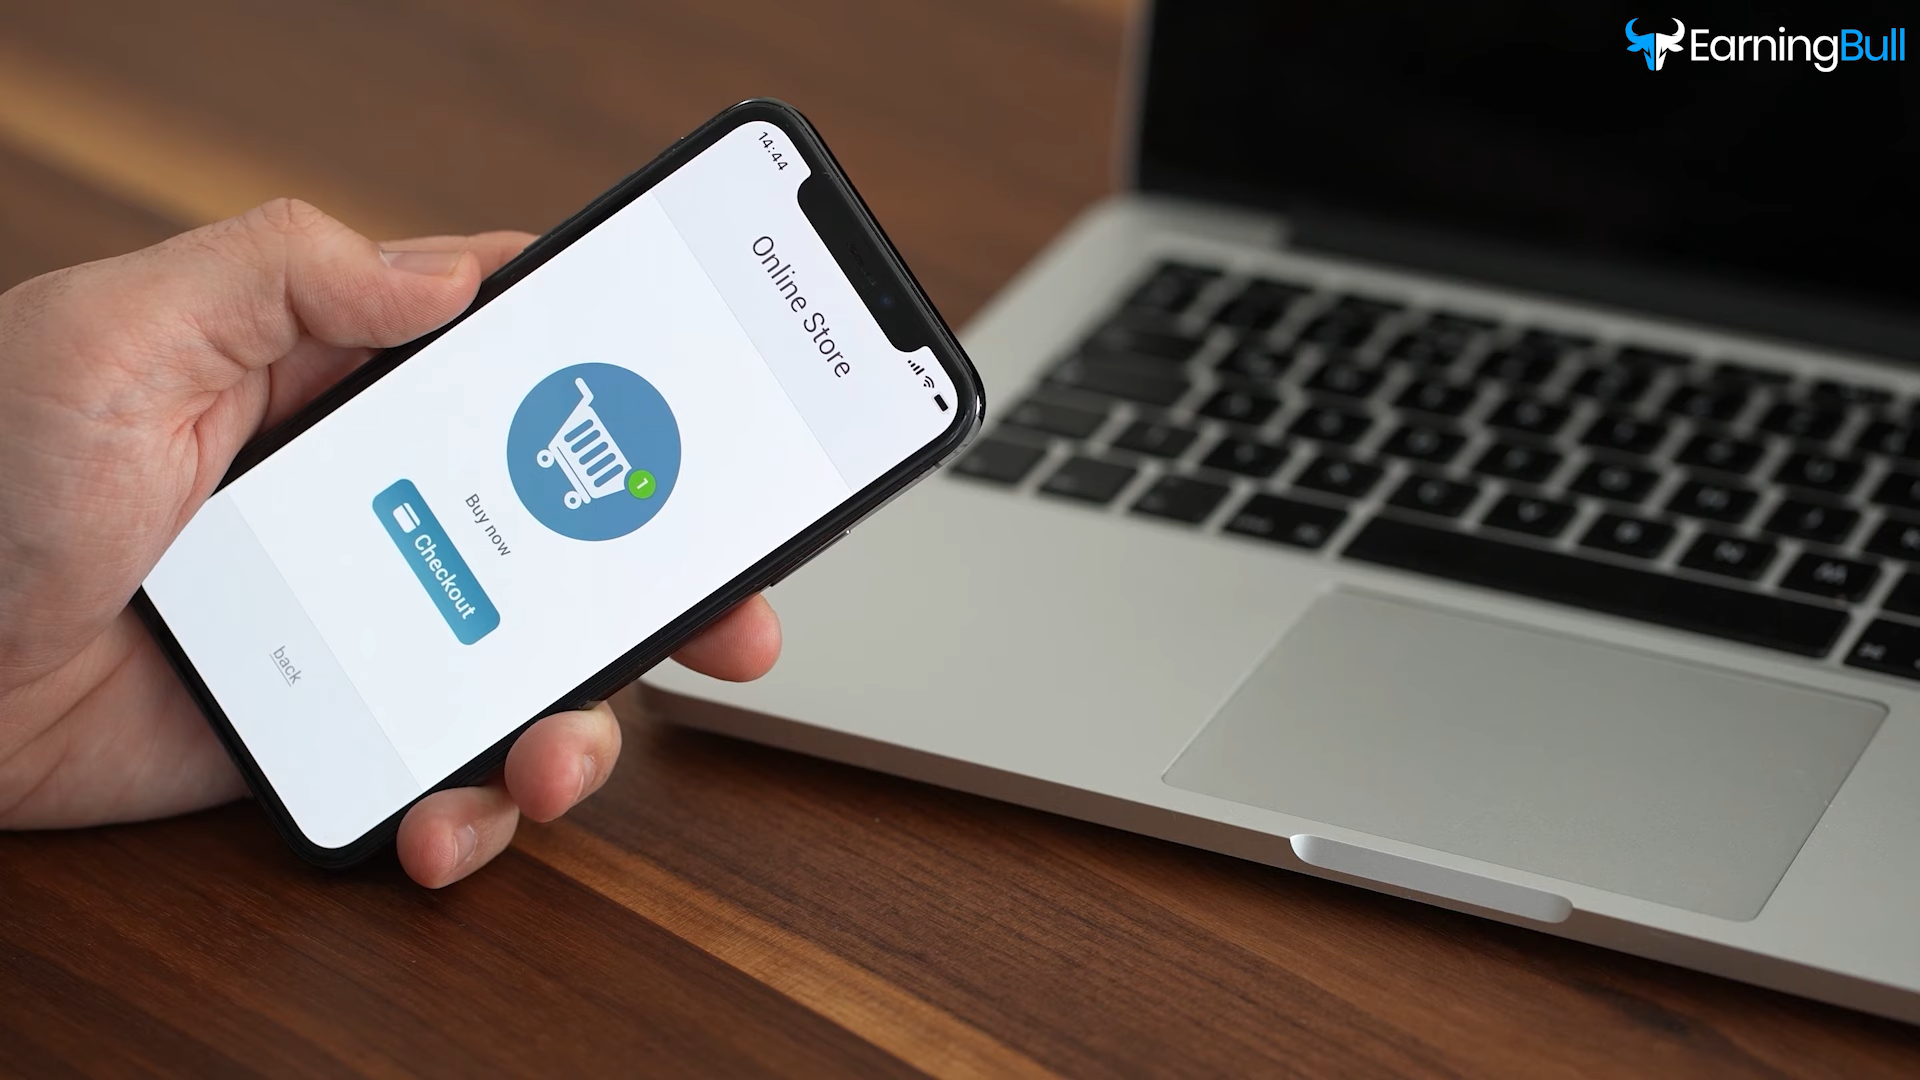 EarningBull
14:44
Online Store
1
Buy now
Checkout
back